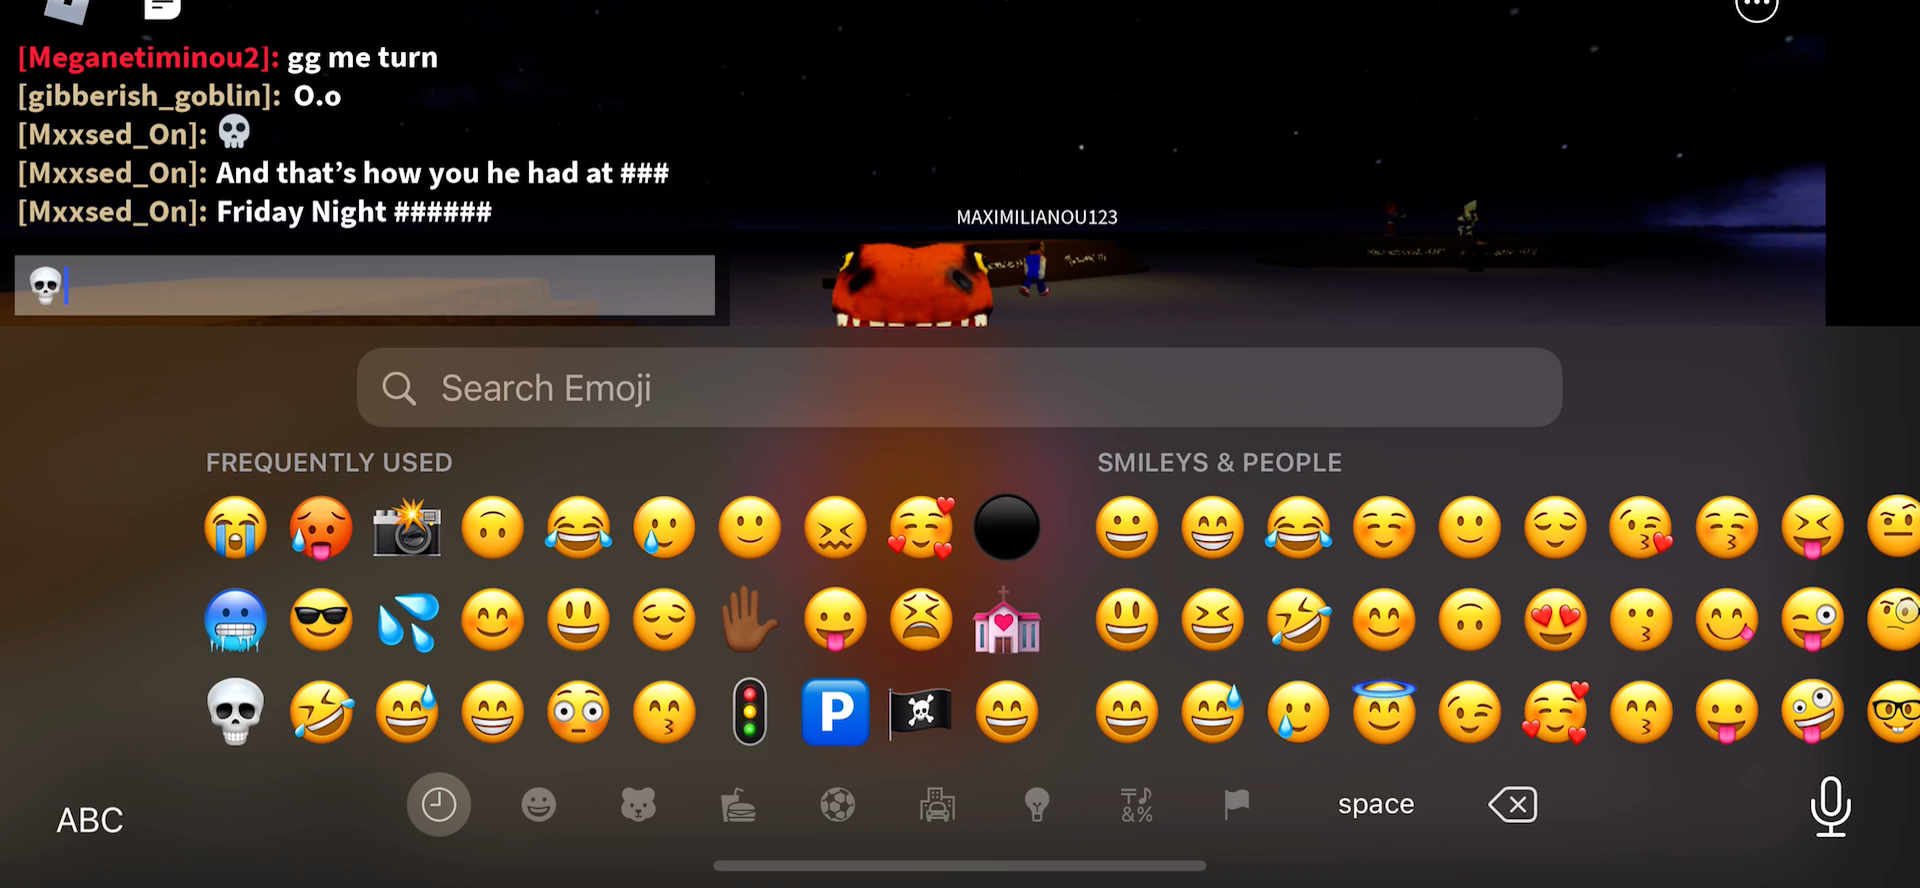 [Meganetiminou2]: gg me turn
[gibberish_goblin]: O.o
[Mxxsed_On]: 💀
[Mxxsed_On]: And that’s how you he had at ###
[Mxxsed_On]: Friday Night ######
MAXIMILIANOU123
💀
Search Emoji
FREQUENTLY USED
SMILEYS & PEOPLE
ABC
space